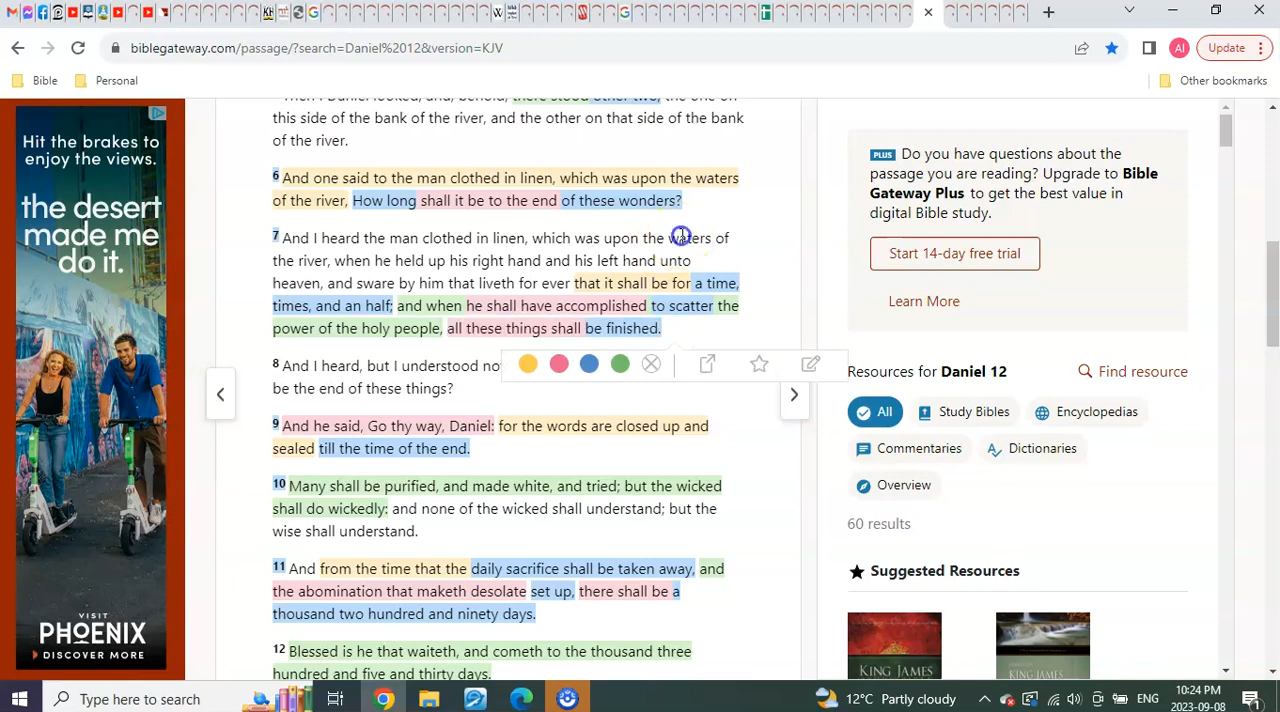 biblegateway.com/passage/?search=Daniel%2012&version=KJV
AI
Update
Bible
Personal
Other bookmarks
Hit the brakes to
enjoy the views.
the desert
made me
do it.
VISIT
PHOENIX
DISCOVER MORE
Then I Daniel looked, and, behold, there stood other two, the one on
this side of the bank of the river, and the other on that side of the bank
of the river.
6 And one said to the man clothed in linen, which was upon the waters
of the river, How long shall it be to the end of these wonders?
7 And I heard the man clothed in linen, which was upon the waters of
the river, when he held up his right hand and his left hand unto
heaven, and sware by him that liveth for ever that it shall be for a time,
times, and an half; and when he shall have accomplished to scatter the
power of the holy people, all these things shall be finished.
8 And I heard, but I understood no
be the end of these things?
9 And he said, Go thy way, Daniel: for the words are closed up and
sealed till the time of the end.
10 Many shall be purified, and made white, and tried; but the wicked
shall do wickedly: and none of the wicked shall understand; but the
wise shall understand.
11 And from the time that the daily sacrifice shall be taken away, and
the abomination that maketh desolate set up, there shall be a
thousand two hundred and ninety days.
12 Blessed is he that waiteth, and cometh to the thousand three
hundred and five and thirty days.
PLUS Do you have questions about the
passage you are reading? Upgrade to Bible
Gateway Plus to get the best value in
digital Bible study.
Start 14-day free trial
Learn More
Resources for Daniel 12
Find resource
All
Study Bibles
Encyclopedias
Commentaries
Dictionaries
Overview
60 results
Suggested Resources
KING JAMES
KING JAMES
Type here to search
12°C Partly cloudy
ENG
10:24 PM
2023-09-08
1